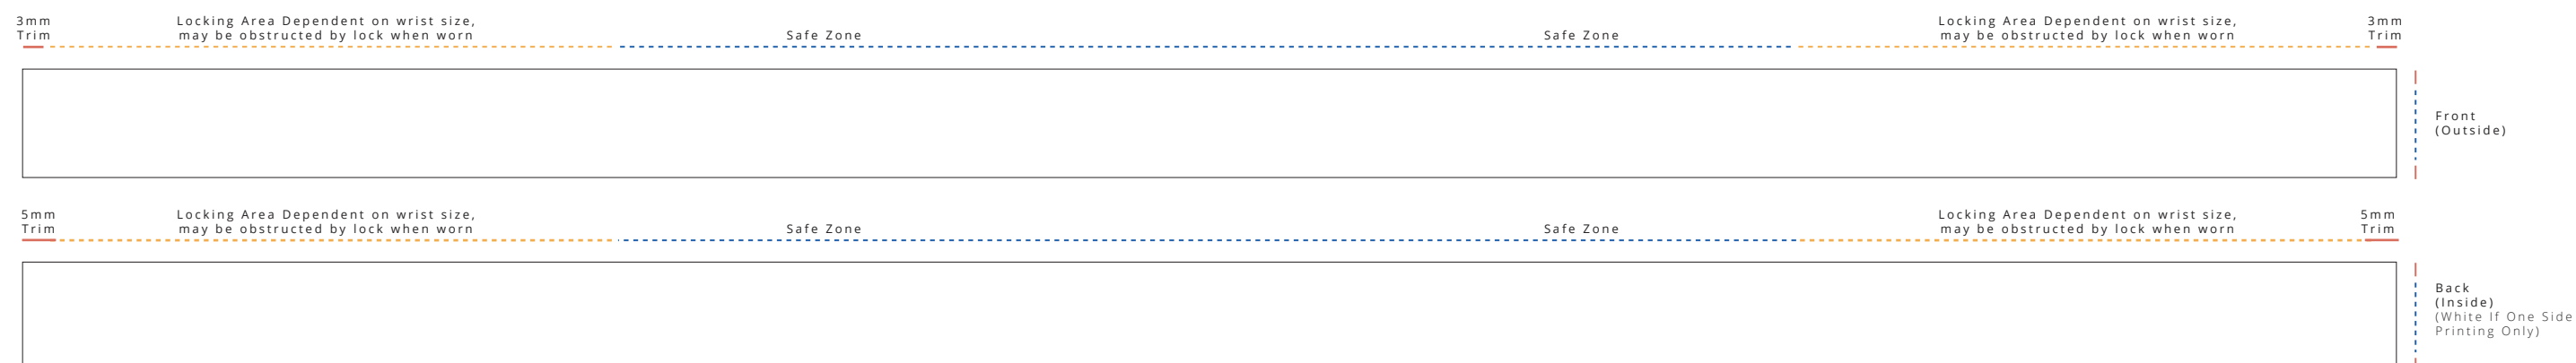 3mm
Trim
Locking Area Dependent on wrist size,
may be obstructed by lock when worn
Safe Zone
Safe Zone
Locking Area Dependent on wrist size,
may be obstructed by lock when worn
3mm
Trim
Front
(Outside)
5mm
Trim
Locking Area Dependent on wrist size,
may be obstructed by lock when worn
Safe Zone
Safe Zone
Locking Area Dependent on wrist size,
may be obstructed by lock when worn
5mm
Trim
Back
(Inside)
(White If One Side
Printing Only)